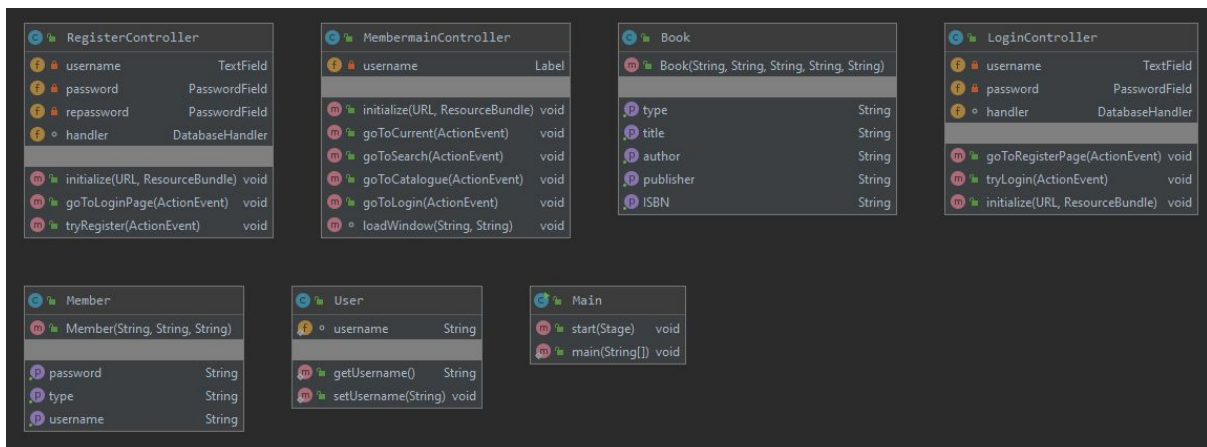 RegisterController
username TextField
password PasswordField
repassword PasswordField
handler DatabaseHandler
initialize(URL, ResourceBundle) void
goToLoginPage(ActionEvent) void
tryRegister(ActionEvent) void
MembermainController
username Label
initialize(URL, ResourceBundle) void
goToCurrent(ActionEvent) void
goToSearch(ActionEvent) void
goToCatalogue(ActionEvent) void
goToLogin(ActionEvent) void
loadWindow(String, String) void
Book
Book(String, String, String, String, String)
type String
title String
author String
publisher String
ISBN String
LoginController
username TextField
password PasswordField
handler DatabaseHandler
goToRegisterPage(ActionEvent) void
tryLogin(ActionEvent) void
initialize(URL, ResourceBundle) void
Member
Member(String, String, String)
password String
type String
username String
User
username String
getUsername() String
setUsername(String) void
Main
start(Stage) void
main(String[]) void